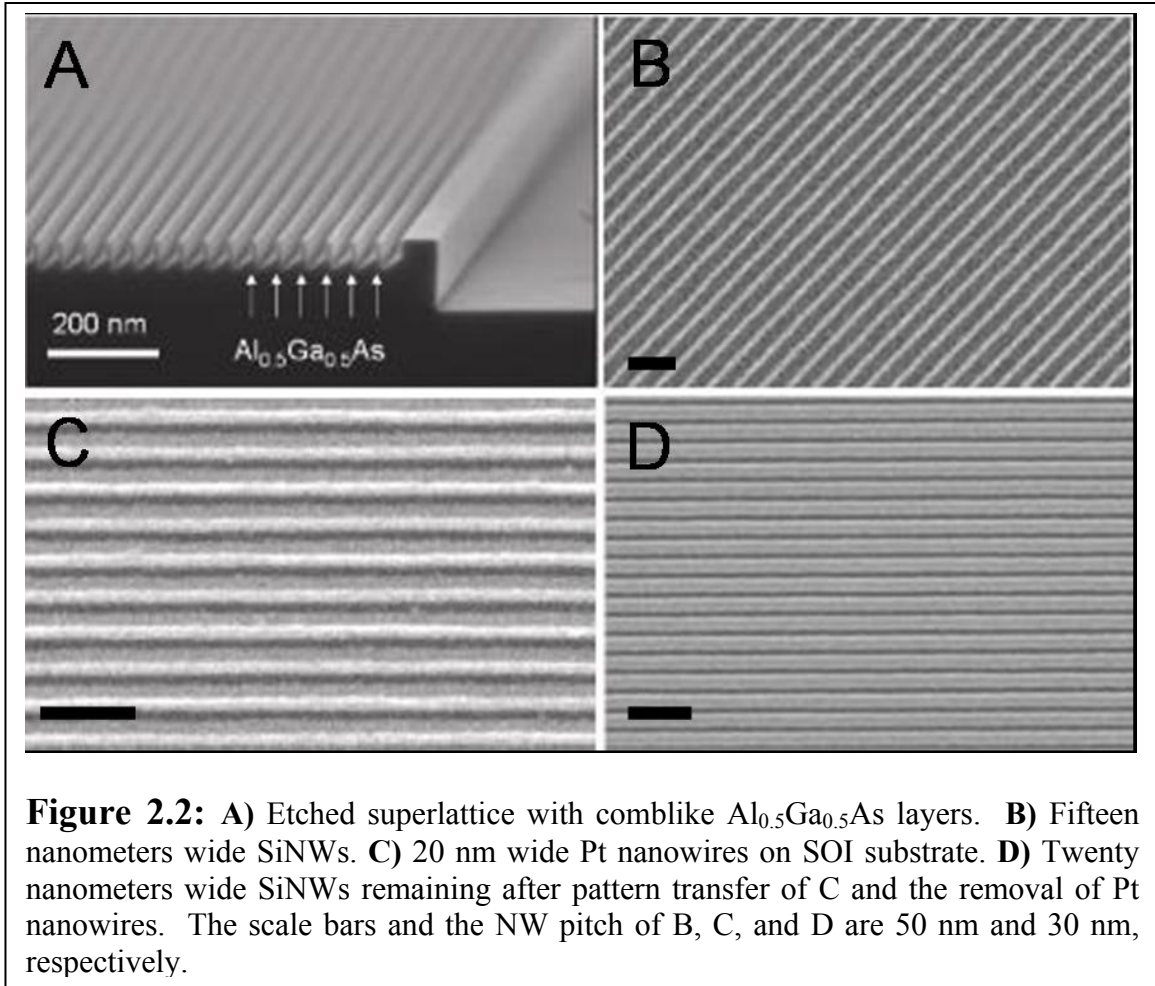 A
B
200 nm
Al0.5Ga0.5As
C
D
Figure 2.2: A) Etched superlattice with comblike Al0.5Ga0.5As layers. B) Fifteen
nanometers wide SiNWs. C) 20 nm wide Pt nanowires on SOI substrate. D) Twenty
nanometers wide SiNWs remaining after pattern transfer of C and the removal of Pt
nanowires. The scale bars and the NW pitch of B, C, and D are 50 nm and 30 nm,
respectively.